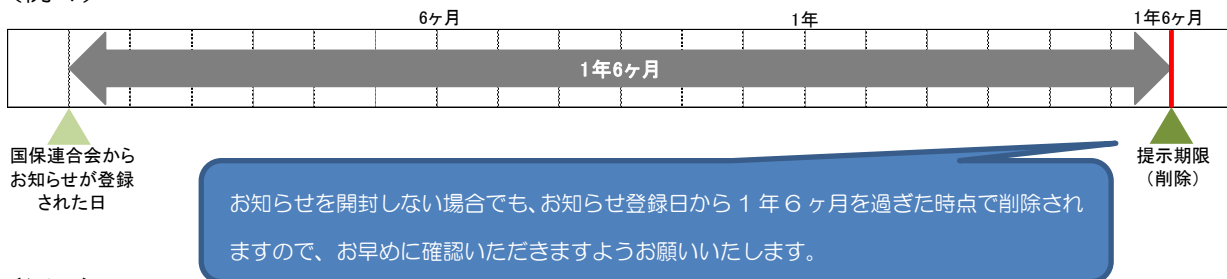 6ヶ月
1年
1年6ヶ月
1年6ヶ月
国保連合会から
お知らせが登録
された日
提示期限
（削除）
お知らせを開封しない場合でも、お知らせ登録日から 1 年 6 ヶ月を過ぎた時点で削除され
ますので、お早めに確認いただきますようお願いいたします。